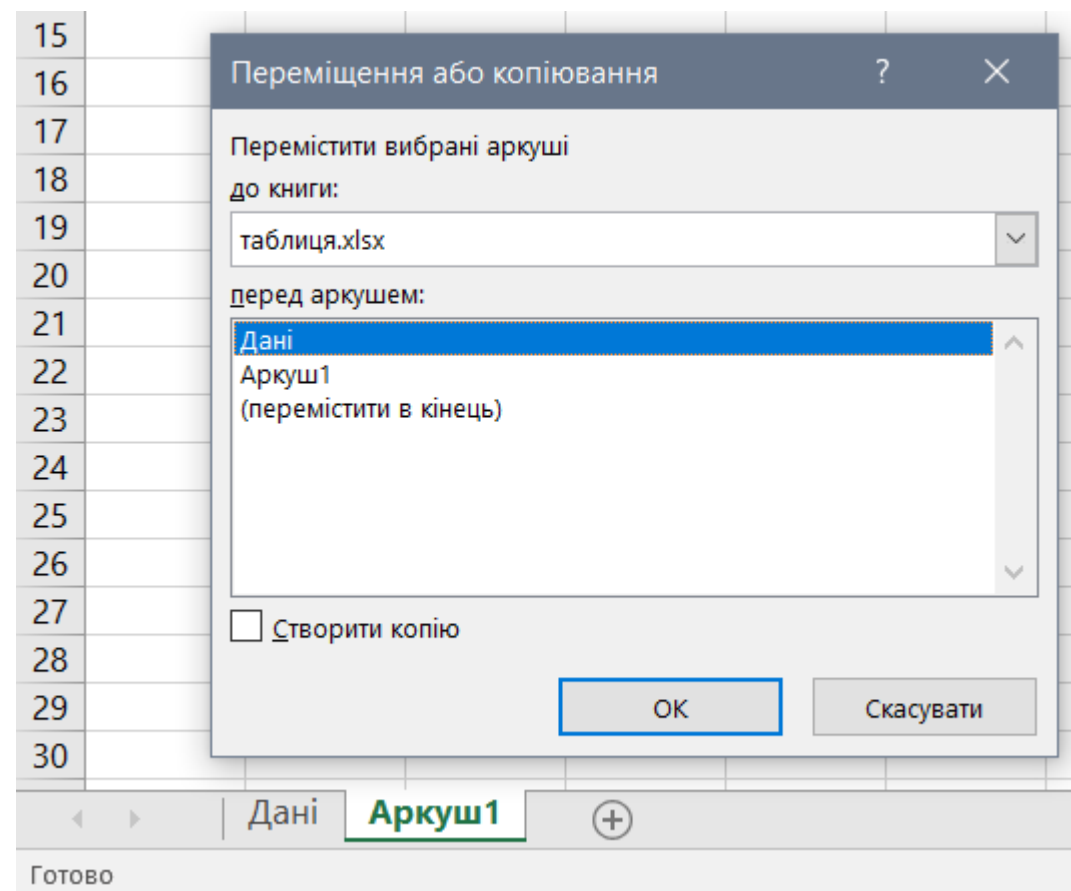 15
16
17
18
19
20
21
22
23
24
25
26
27
28
29
30
Переміщення або копіювання ?
Перемістити вибрані аркуші
до книги:
таблиця.xlsx
перед аркушем:
Дані
Аркуш1
(перемістити в кінець)
Створити копію
ОК Скасувати
Дані Аркуш1
Готово